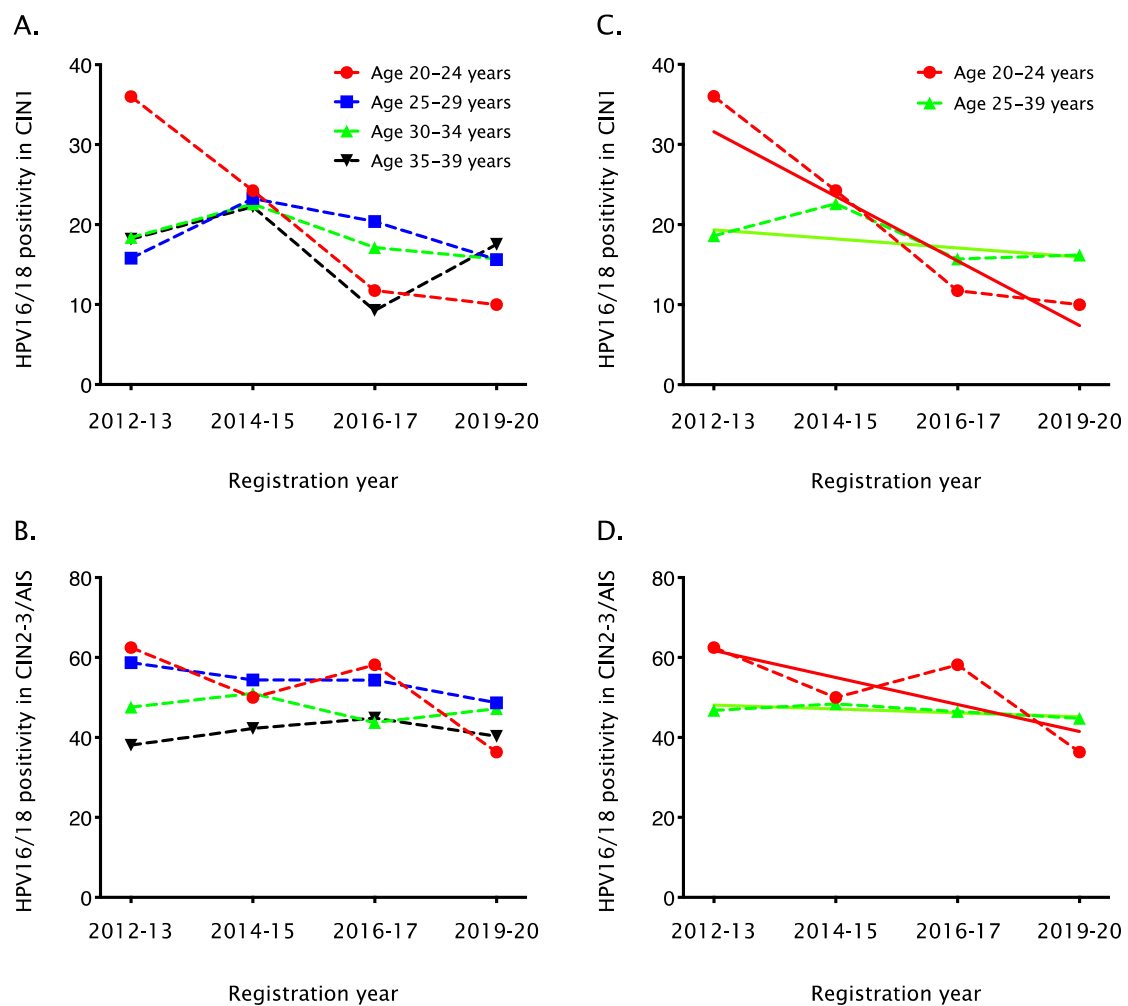 A.
HPV16/18 positivity in CIN1
40
30
20
10
0
Age 20–24 years
Age 25–29 years
Age 30–34 years
Age 35–39 years
2012-13 2014-15 2016-17 2019-20
Registration year
C.
HPV16/18 positivity in CIN1
40
30
20
10
0
Age 20–24 years
Age 25–39 years
2012-13 2014-15 2016-17 2019-20
Registration year
B.
HPV16/18 positivity in CIN2-3/AIS
80
60
40
20
0
2012-13 2014-15 2016-17 2019-20
Registration year
D.
HPV16/18 positivity in CIN2-3/AIS
80
60
40
20
0
2012-13 2014-15 2016-17 2019-20
Registration year